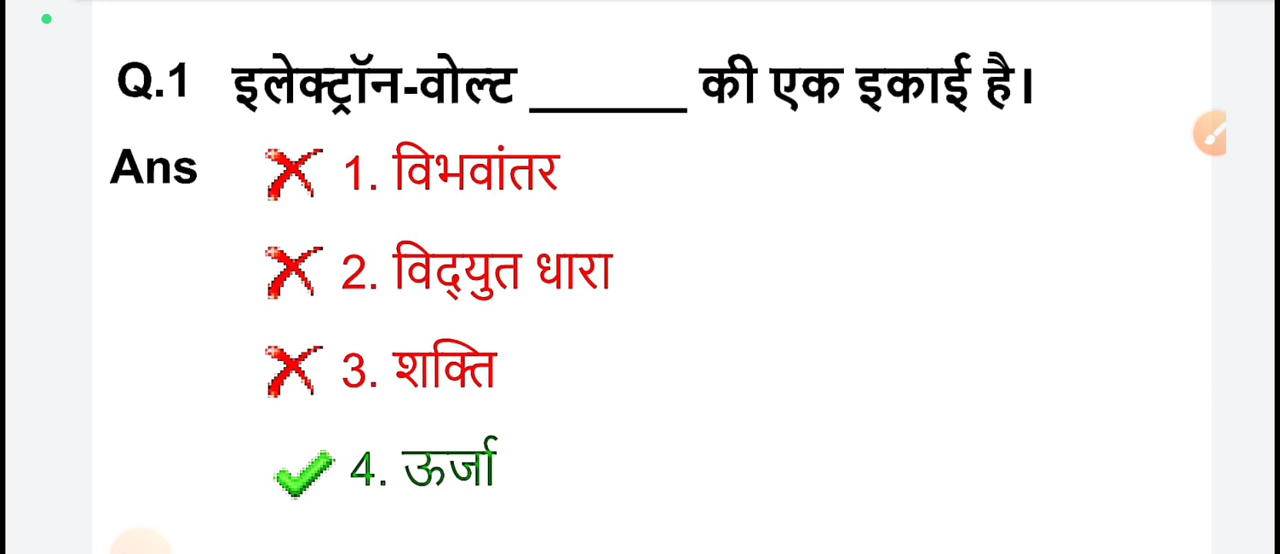 Q.1 इलेक्ट्रॉन-वोल्ट ______ की एक इकाई है।
Ans 1. विभवांतर
2. विद्युत धारा
3. शक्ति
4. ऊर्जा